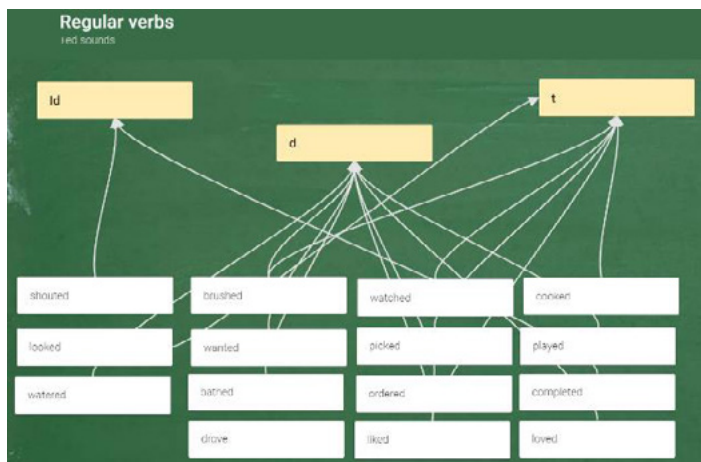 Regular verbs
ed sounds
Id
t
d
shouted
brushed
watched
cooked
looked
wanted
picked
played
watered
bathed
ordered
completed
drove
liked
loved